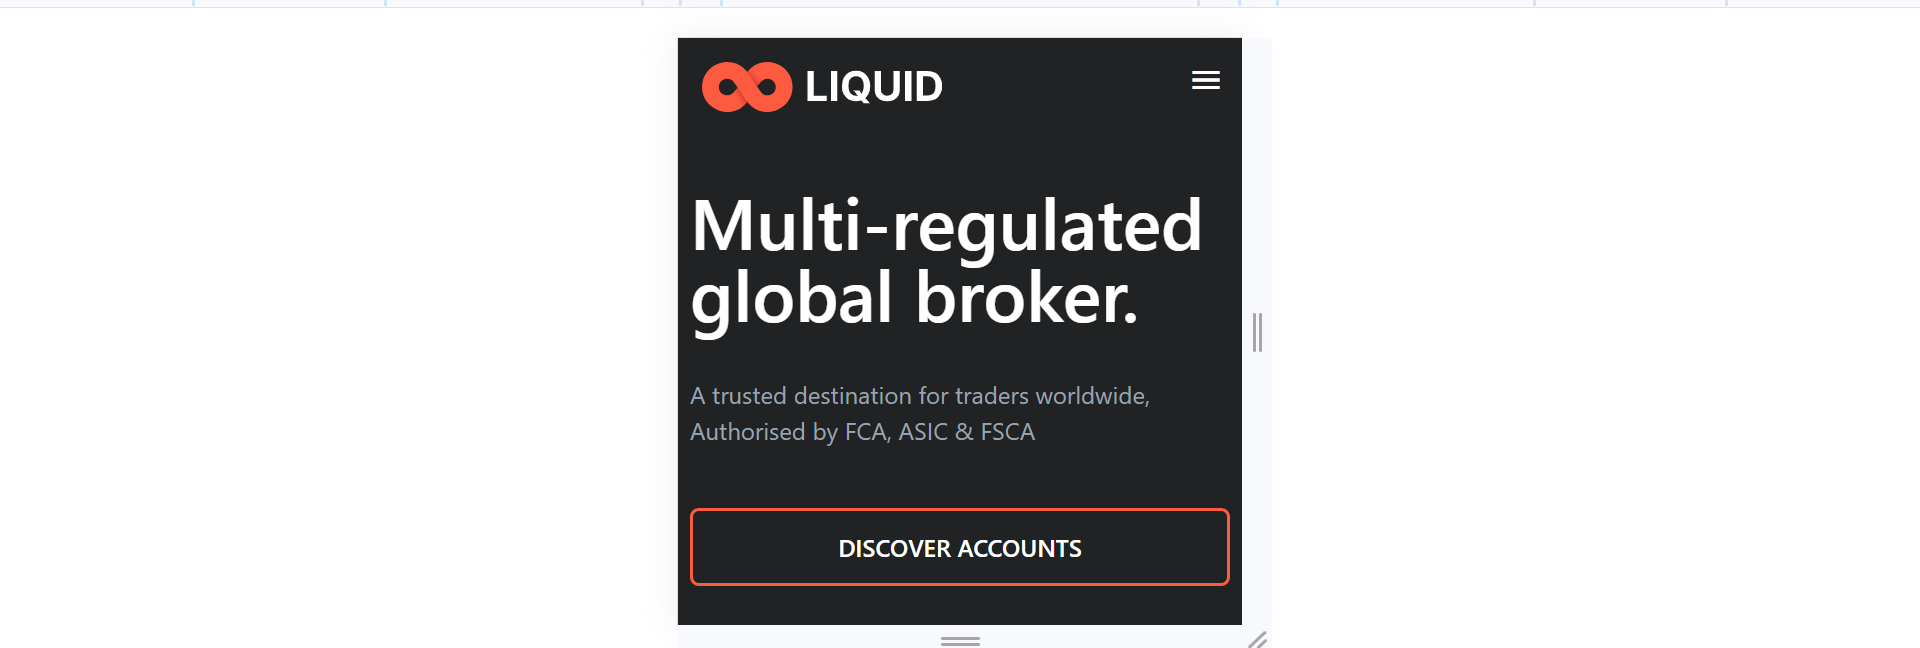 LIQUID
Multi-regulated
global broker.
A trusted destination for traders worldwide,
Authorised by FCA, ASIC & FSCA
DISCOVER ACCOUNTS